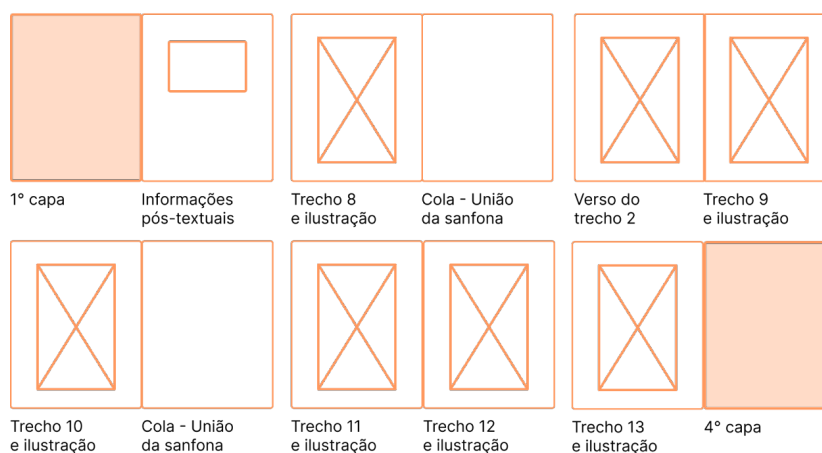 1° capa
Informações
pós-textuais
Trecho 8
e ilustração
Cola - União
da sanfona
Verso do
trecho 2
Trecho 9
e ilustração
Trecho 10
e ilustração
Cola - União
da sanfona
Trecho 11
e ilustração
Trecho 12
e ilustração
Trecho 13
e ilustração
4° capa